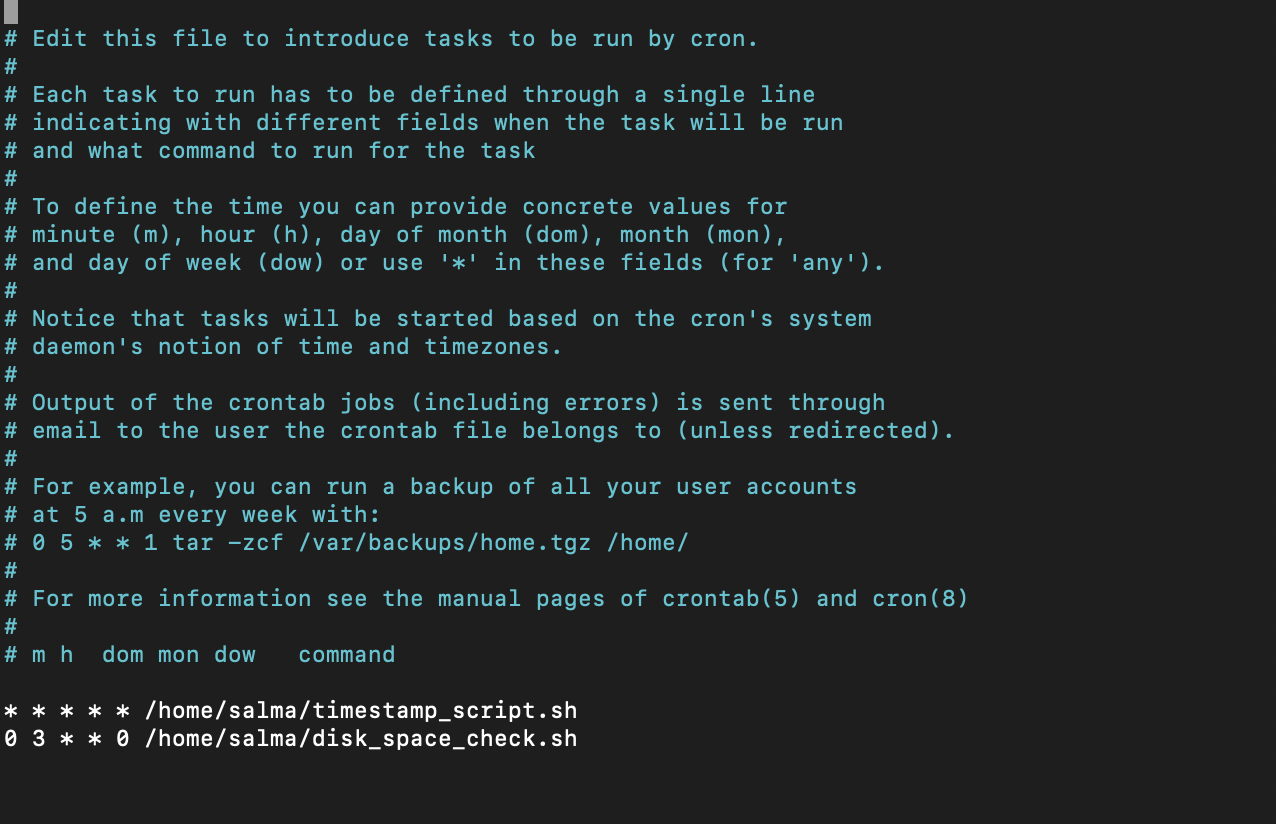 # Edit this file to introduce tasks to be run by cron.
#
# Each task to run has to be defined through a single line
# indicating with different fields when the task will be run
# and what command to run for the task
#
# To define the time you can provide concrete values for
# minute (m), hour (h), day of month (dom), month (mon),
# and day of week (dow) or use '*' in these fields (for 'any').
#
# Notice that tasks will be started based on the cron's system
# daemon's notion of time and timezones.
#
# Output of the crontab jobs (including errors) is sent through
# email to the user the crontab file belongs to (unless redirected).
#
# For example, you can run a backup of all your user accounts
# at 5 a.m every week with:
# 0 5 * * 1 tar -zcf /var/backups/home.tgz /home/
#
# For more information see the manual pages of crontab(5) and cron(8)
#
# m h  dom mon dow   command
* * * * * /home/salma/timestamp_script.sh
0 3 * * 0 /home/salma/disk_space_check.sh